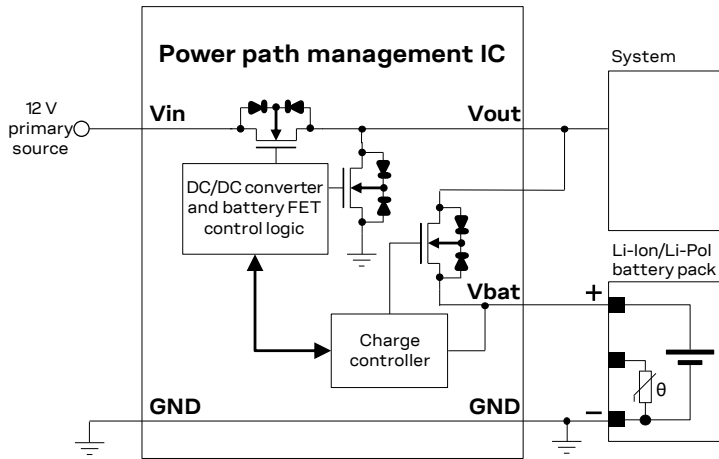 Power path management IC
System
12 V
primary
source
Vin
Vout
DC/DC converter
and battery FET
control logic
Li-Ion/Li-Pol
battery pack
Vbat
+
Charge
controller
θ
GND
GND
−